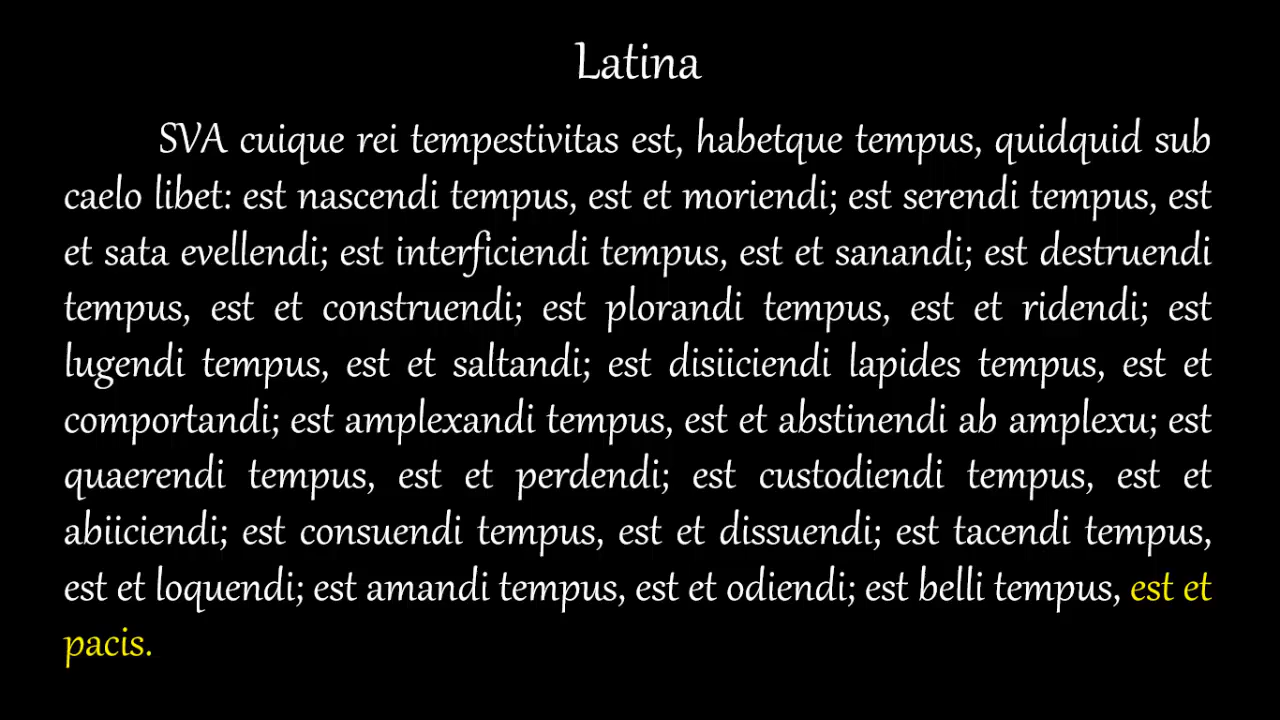 Latina
SVA cuique rei tempestivitas est, habetque tempus, quidquid sub
caelo libet: est nascendi tempus, est et moriendi; est serendi tempus, est
et sata evellendi; est interficiendi tempus, est et sanandi; est destruendi
tempus, est et construendi; est plorandi tempus, est et ridendi; est
lugendi tempus, est et saltandi; est disiiciendi lapides tempus, est et
comportandi; est amplexandi tempus, est et abstinendi ab amplexu; est
quaerendi tempus, est et perdendi; est custodiendi tempus, est et
abiiciendi; est consuendi tempus, est et dissuendi; est tacendi tempus,
est et loquendi; est amandi tempus, est et odiendi; est belli tempus, est et
pacis.